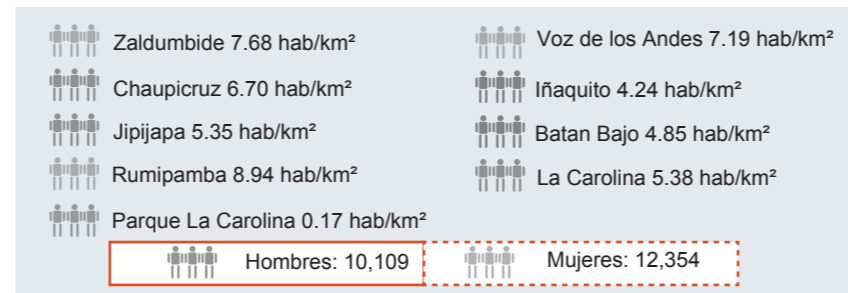 Zaldumbide 7.68 hab/km²
Voz de los Andes 7.19 hab/km²
Chaupicruz 6.70 hab/km²
Iñaquito 4.24 hab/km²
Jipijapa 5.35 hab/km²
Batan Bajo 4.85 hab/km²
Rumipamba 8.94 hab/km²
La Carolina 5.38 hab/km²
Parque La Carolina 0.17 hab/km²
Hombres: 10,109
Mujeres: 12,354